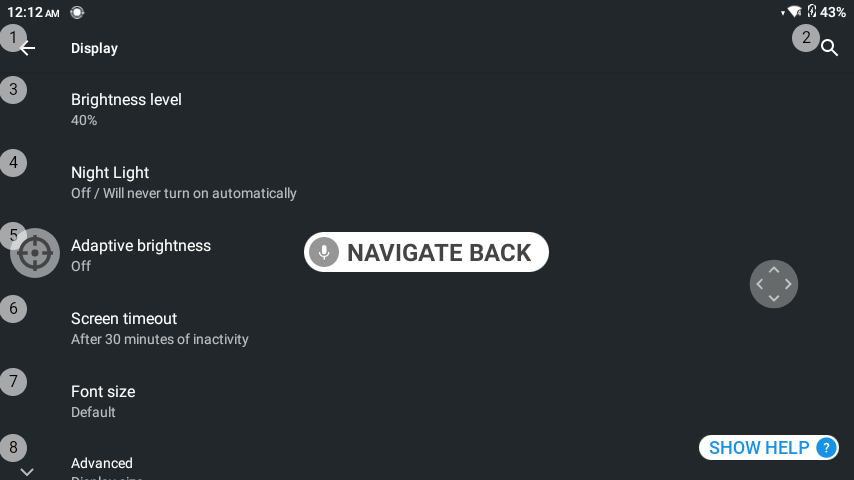 12:12 AM 43%
1 Display 2
3 Brightness level
40%
4 Night Light
Off / Will never turn on automatically
5 Adaptive brightness
Off
NAVIGATE BACK
6 Screen timeout
After 30 minutes of inactivity
7 Font size
Default
8 Advanced
SHOW HELP ?